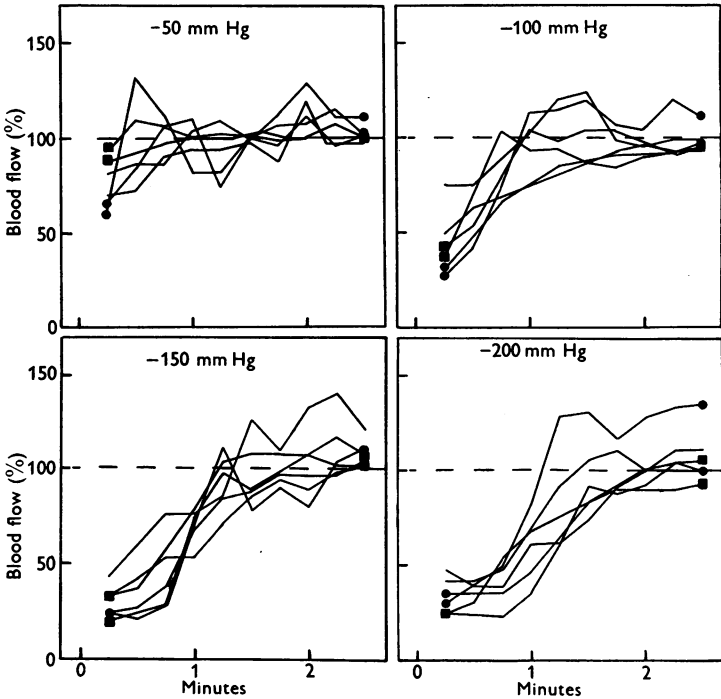 -50 mm Hg
-100 mm Hg
150
100
50
0
Blood flow (%)
-150 mm Hg
-200 mm Hg
150
100
50
0
Blood flow (%)
0 1 2
0 1 2
Minutes
Minutes